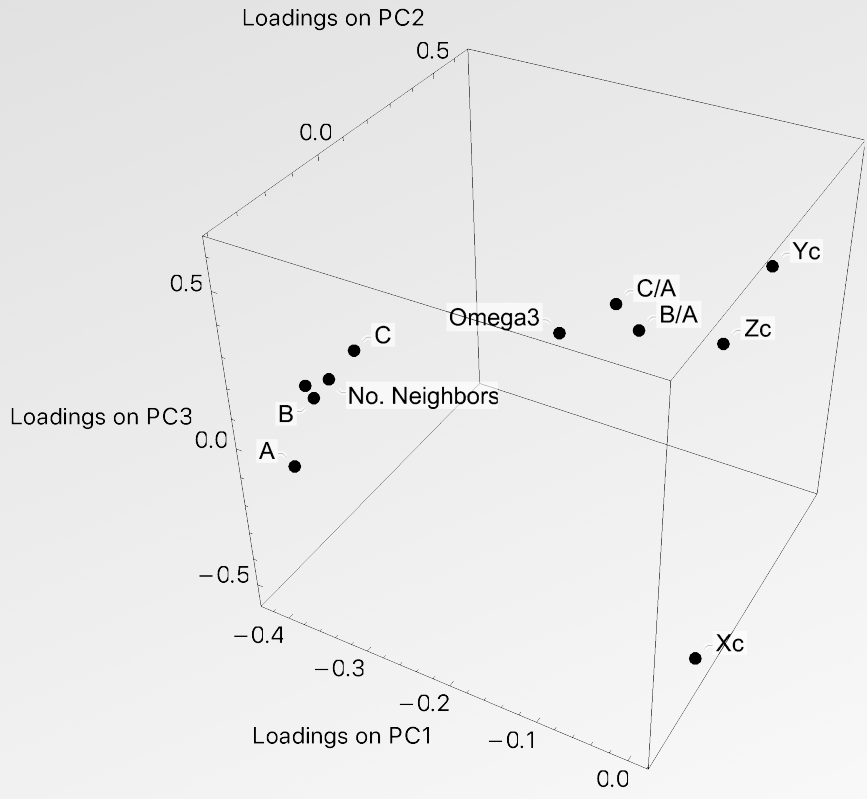 Loadings on PC2
0.5
0.0
0.5
Yc
C/A
B/A
Omega3
Zc
C
No. Neighbors
B
Loadings on PC3
0.0
A
−0.5
−0.4
Xc
−0.3
−0.2
Loadings on PC1
−0.1
0.0